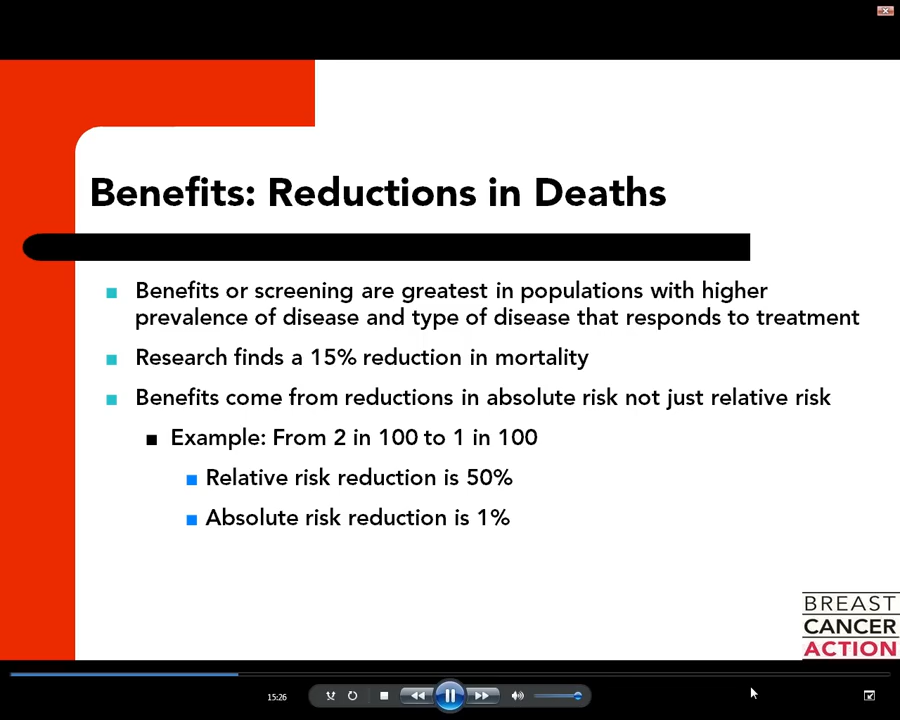 Benefits: Reductions in Deaths
Benefits or screening are greatest in populations with higher
prevalence of disease and type of disease that responds to treatment
Research finds a 15% reduction in mortality
Benefits come from reductions in absolute risk not just relative risk
Example: From 2 in 100 to 1 in 100
Relative risk reduction is 50%
Absolute risk reduction is 1%
BREAST
CANCER
ACTION
15:26